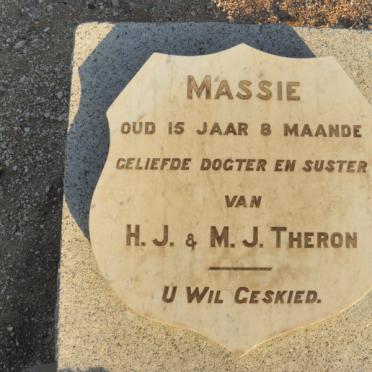 MASSIE
OUD 15 JAAR 8 MAANDE
GELIEFDE DOGTER EN SUSTER
VAN
H. J. & M. J. THERON
U WIL GESKIED.